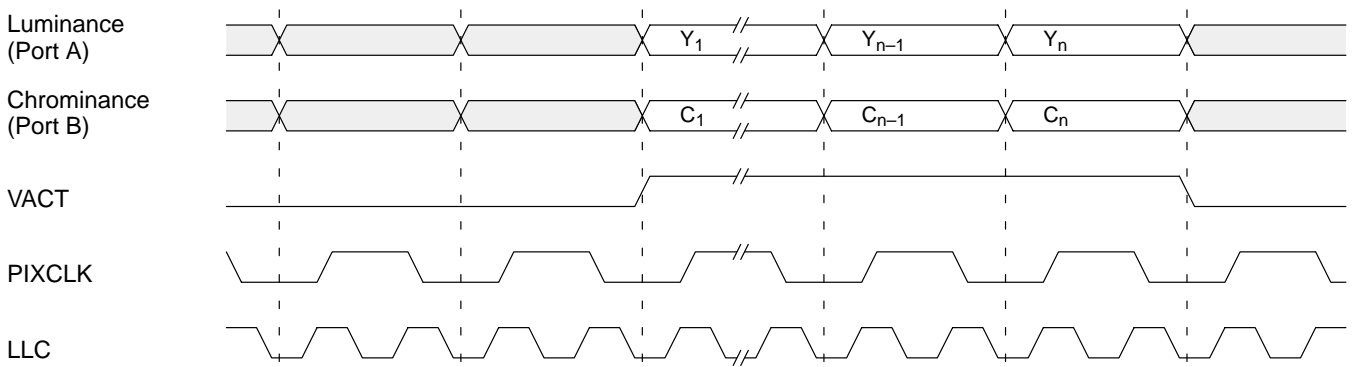 Luminance
(Port A)
Y1
Yn–1
Yn
Chrominance
(Port B)
C1
Cn–1
Cn
VACT
PIXCLK
LLC